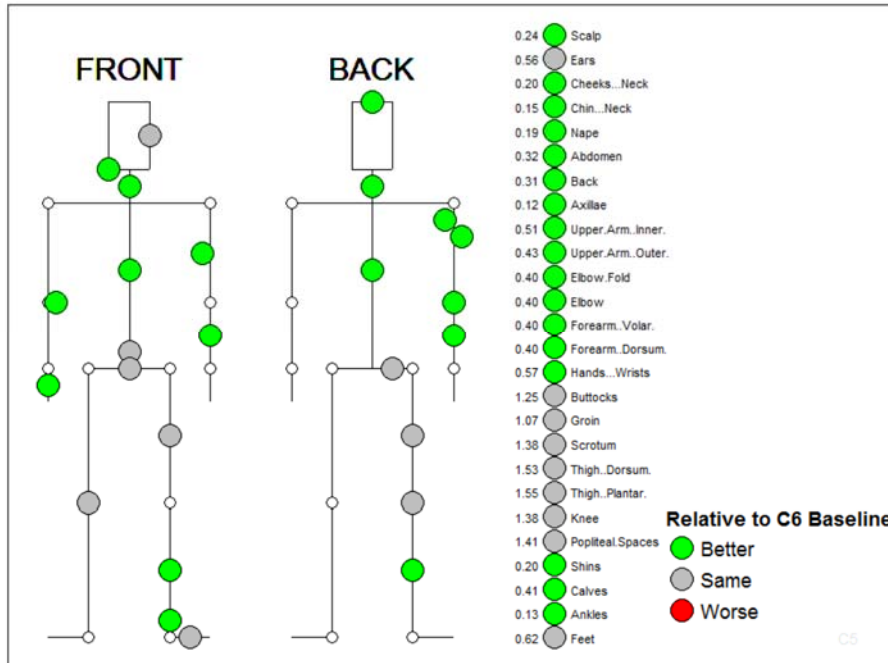 FRONT
BACK
0.24 Scalp
0.56 Ears
0.20 Cheeks...Neck
0.15 Chin...Neck
0.19 Nape
0.32 Abdomen
0.31 Back
0.12 Axillae
0.51 Upper.Arm..Inner.
0.43 Upper.Arm..Outer.
0.40 Elbow.Fold
0.40 Elbow
0.40 Forearm..Volar.
0.40 Forearm..Dorsum.
0.57 Hands...Wrists
1.25 Buttocks
1.07 Groin
1.38 Scrotum
1.53 Thigh..Dorsum.
1.55 Thigh..Plantar.
1.38 Knee
1.41 Popliteal.Spaces
0.20 Shins
0.41 Calves
0.13 Ankles
0.62 Feet
Relative to C6 Baseline
Better
Same
Worse
C5